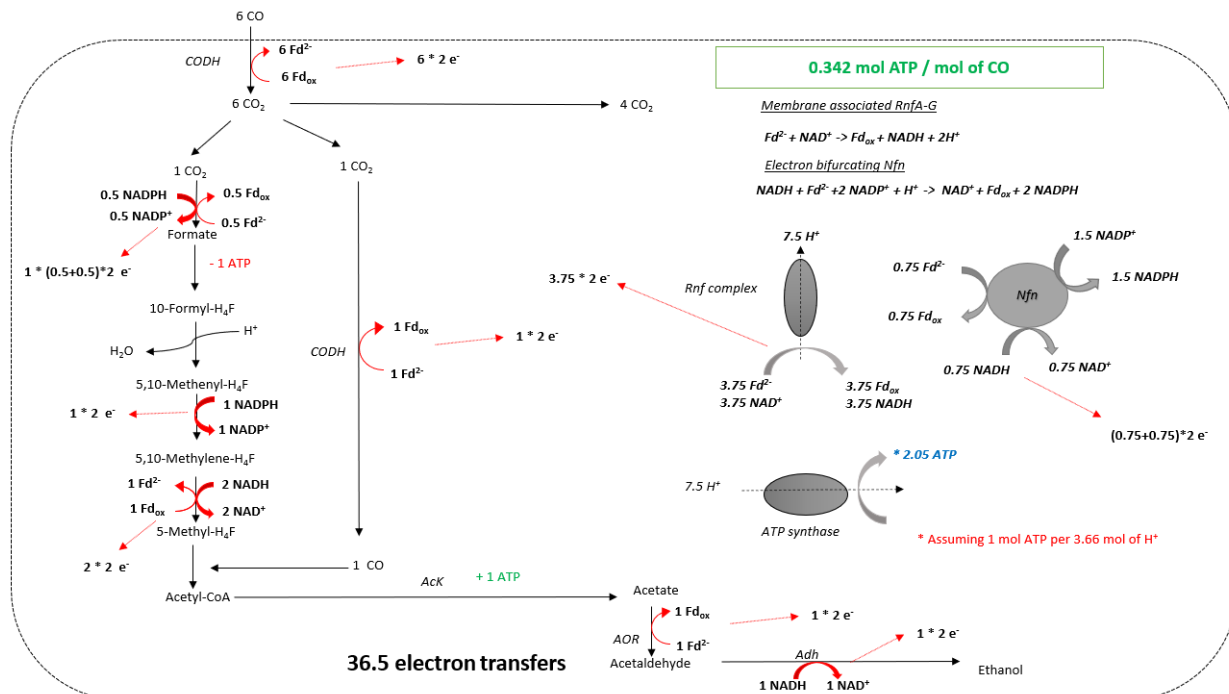 6 CO
CODH
6 Fd²⁻
6 Fdₒₓ
6 * 2 e⁻
6 CO₂
4 CO₂
0.342 mol ATP / mol of CO
Membrane associated RnfA-G
Fd²⁻ + NAD⁺ -> Fdₒₓ + NADH + 2H⁺
Electron bifurcating Nfn
NADH + Fd²⁻ +2 NADP⁺ + H⁺ -> NAD⁺ + Fdₒₓ + 2 NADPH
1 CO₂
1 CO₂
0.5 NADPH
0.5 NADP⁺
0.5 Fdₒₓ
0.5 Fd²⁻
Formate
1 * (0.5+0.5)*2 e⁻
- 1 ATP
10-Formyl-H₄F
H⁺
H₂O
5,10-Methenyl-H₄F
1 * 2 e⁻
1 NADPH
1 NADP⁺
5,10-Methylene-H₄F
1 Fd²⁻
1 Fdₒₓ
2 NADH
2 NAD⁺
5-Methyl-H₄F
2 * 2 e⁻
Acetyl-CoA
CODH
1 Fdₒₓ
1 Fd²⁻
1 * 2 e⁻
1 CO
7.5 H⁺
Rnf complex
3.75 * 2 e⁻
3.75 Fd²⁻
3.75 NAD⁺
3.75 Fdₒₓ
3.75 NADH
1.5 NADP⁺
1.5 NADPH
0.75 Fd²⁻
Nfn
0.75 Fdₒₓ
0.75 NADH
0.75 NAD⁺
(0.75+0.75)*2 e⁻
* 2.05 ATP
7.5 H⁺
ATP synthase
* Assuming 1 mol ATP per 3.66 mol of H⁺
AcK
+ 1 ATP
Acetate
AOR
1 Fdₒₓ
1 Fd²⁻
1 * 2 e⁻
Acetaldehyde
Adh
1 NADH
1 NAD⁺
1 * 2 e⁻
Ethanol
36.5 electron transfers